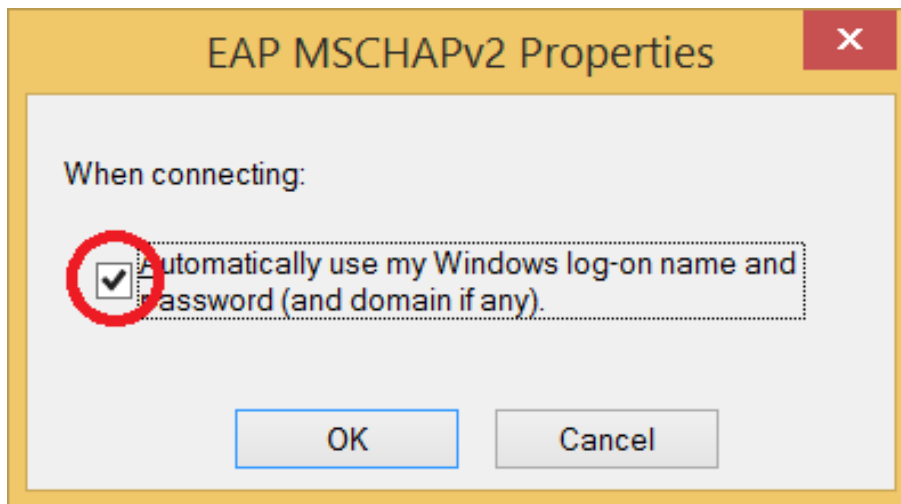 EAP MSCHAPv2 Properties
x
When connecting:
Automatically use my Windows log-on name and
password (and domain if any).
OK
Cancel